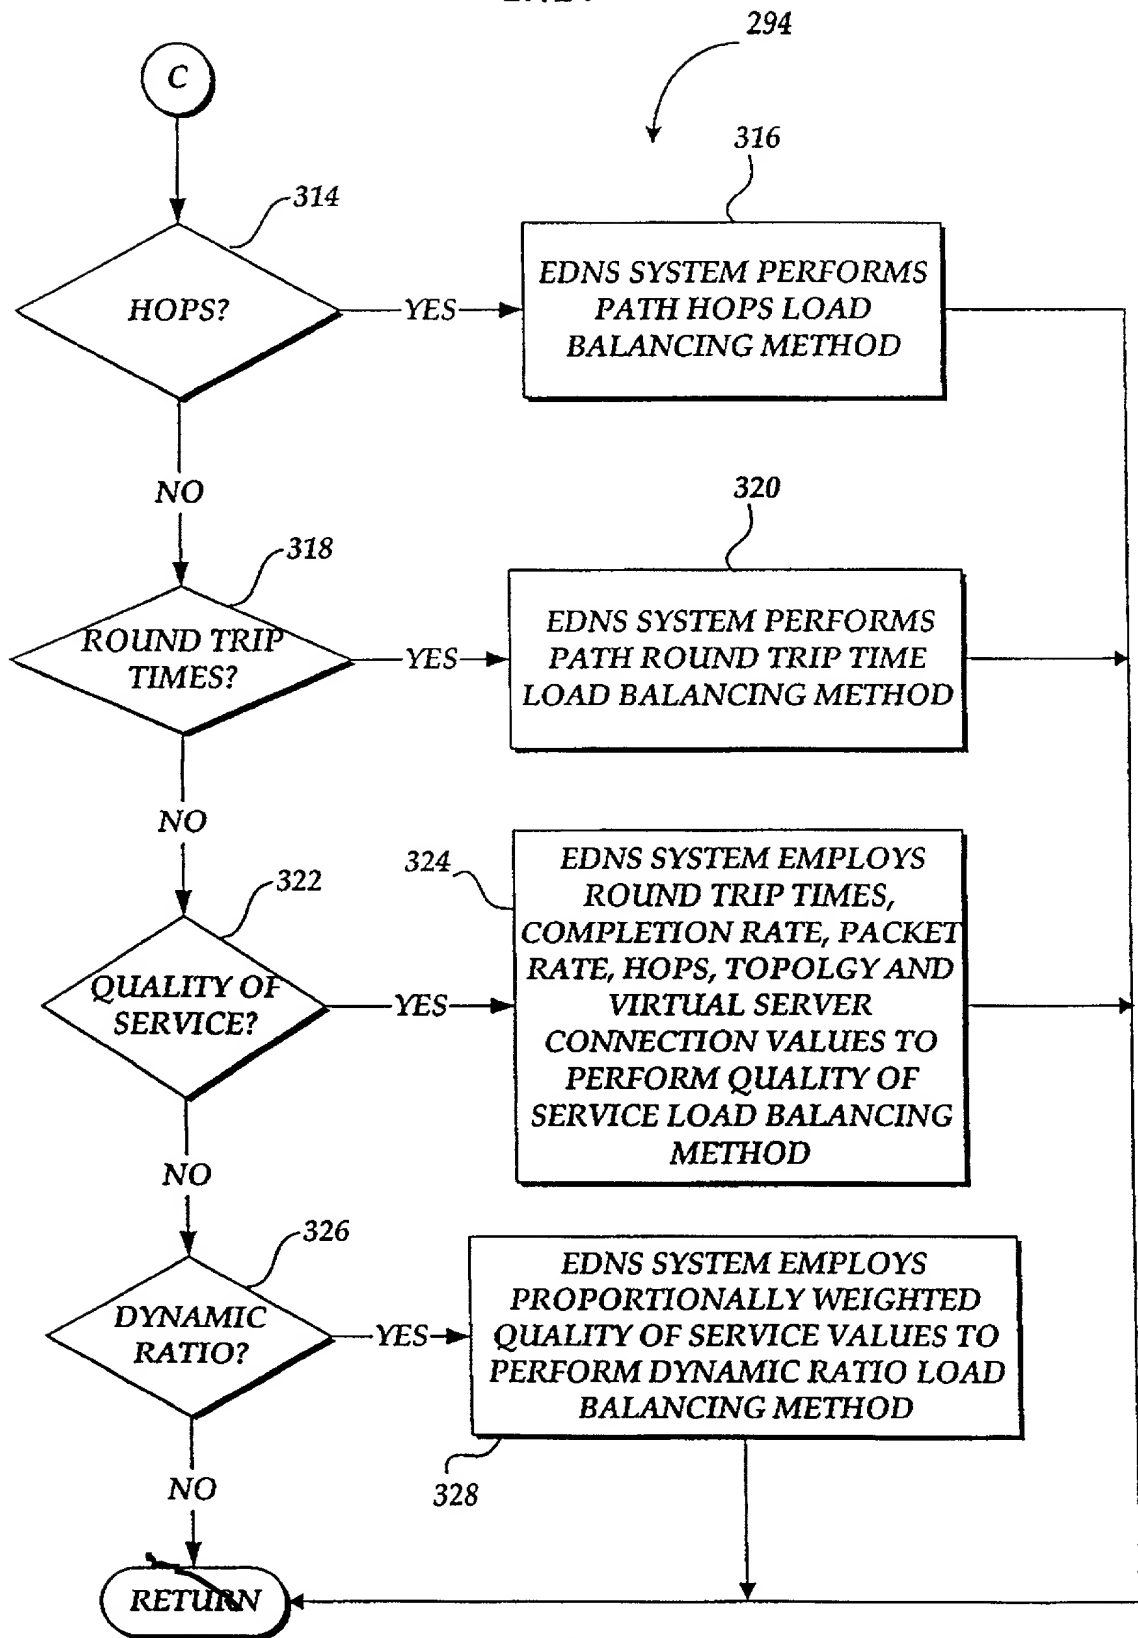 294
C
314
HOPS?
YES
316
EDNS SYSTEM PERFORMS
PATH HOPS LOAD
BALANCING METHOD
NO
318
ROUND TRIP
TIMES?
YES
320
EDNS SYSTEM PERFORMS
PATH ROUND TRIP TIME
LOAD BALANCING METHOD
NO
322
QUALITY OF
SERVICE?
YES
324
EDNS SYSTEM EMPLOYS
ROUND TRIP TIMES,
COMPLETION RATE, PACKET
RATE, HOPS, TOPOLGY AND
VIRTUAL SERVER
CONNECTION VALUES TO
PERFORM QUALITY OF
SERVICE LOAD BALANCING
METHOD
NO
326
DYNAMIC
RATIO?
YES
EDNS SYSTEM EMPLOYS
PROPORTIONALLY WEIGHTED
QUALITY OF SERVICE VALUES TO
PERFORM DYNAMIC RATIO LOAD
BALANCING METHOD
328
NO
RETURN